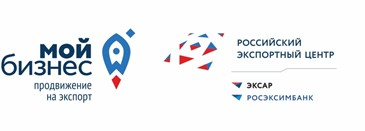 мой
бизнес
продвижение
на экспорт
РОССИЙСКИЙ
ЭКСПОРТНЫЙ ЦЕНТР
ЭКСАР
РОСЭКСИМБАНК